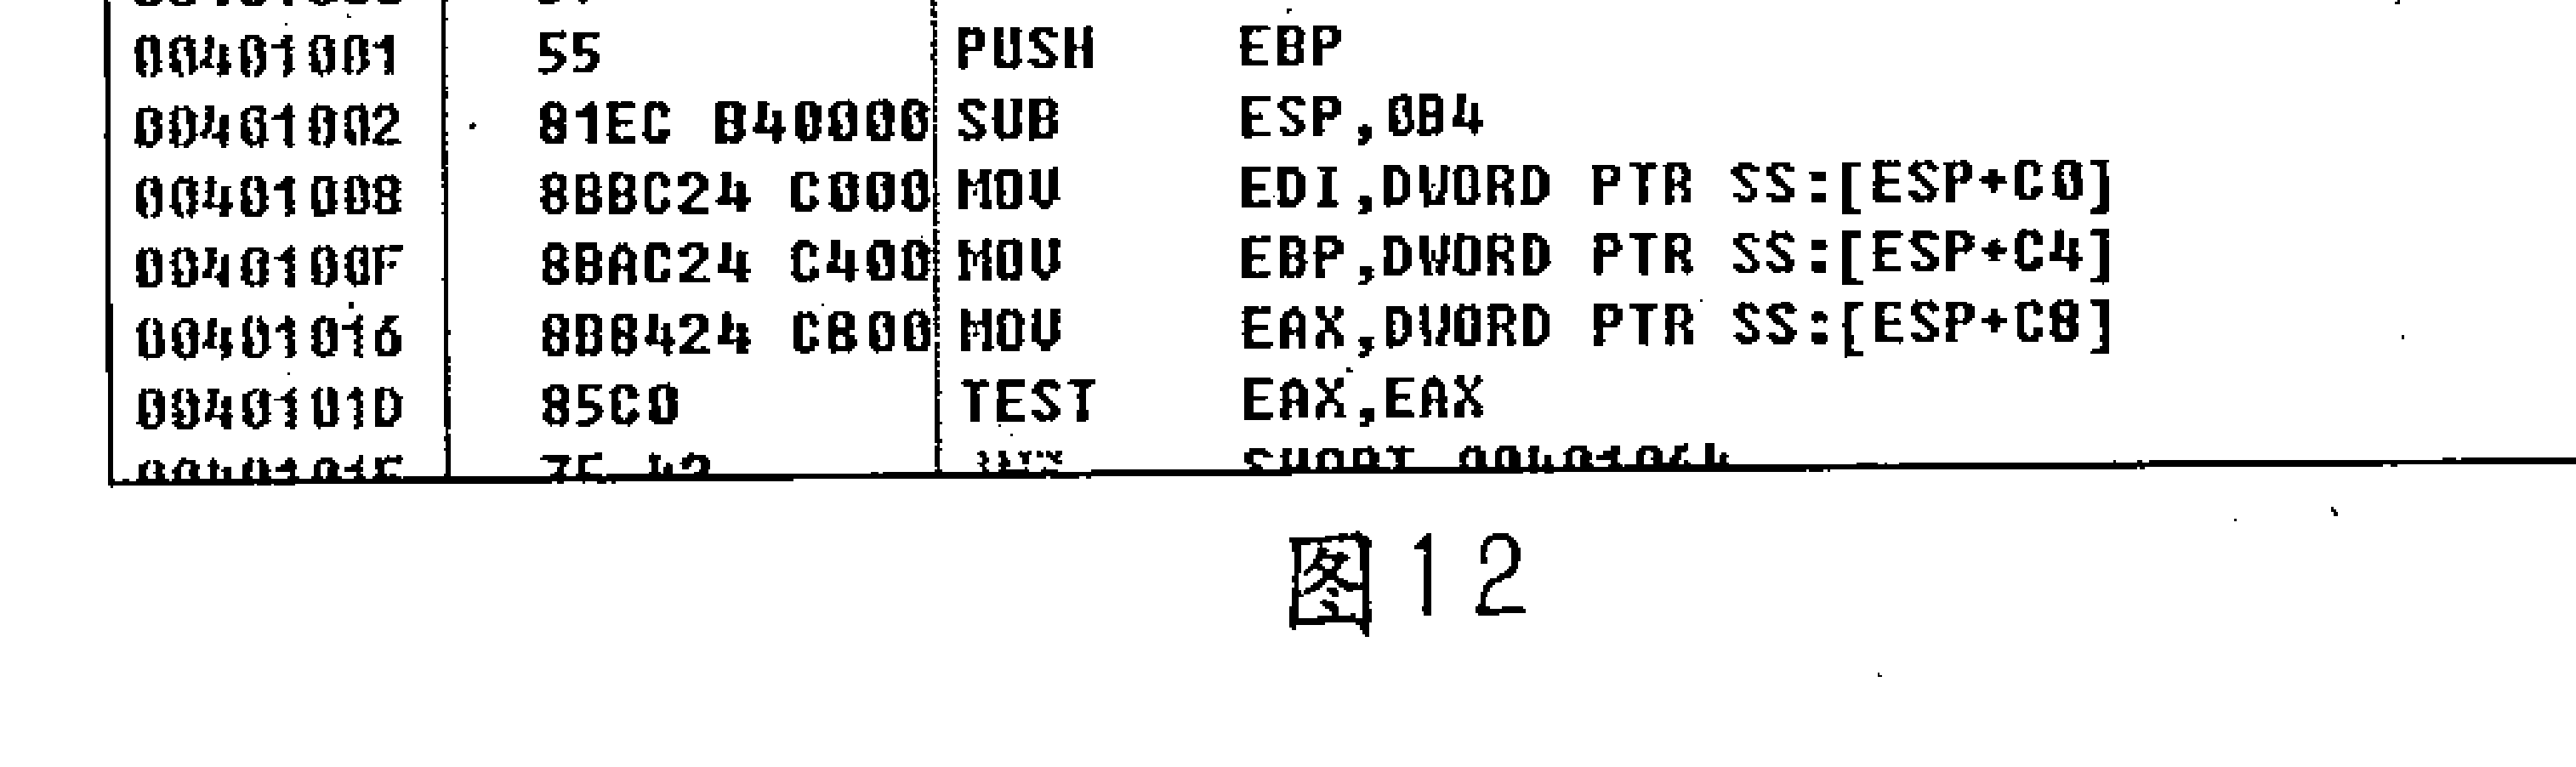 00401001 55 PUSH EBP
00401002 81EC B40000 SUB ESP,0B4
00401008 8BBC24 C000 MOV EDI,DWORD PTR SS:[ESP+C0]
0040100F 8BAC24 C400 MOV EBP,DWORD PTR SS:[ESP+C4]
00401016 8B8424 C800 MOV EAX,DWORD PTR SS:[ESP+C8]
0040101D 85C0 TEST EAX,EAX
SHORT 00401064
图12